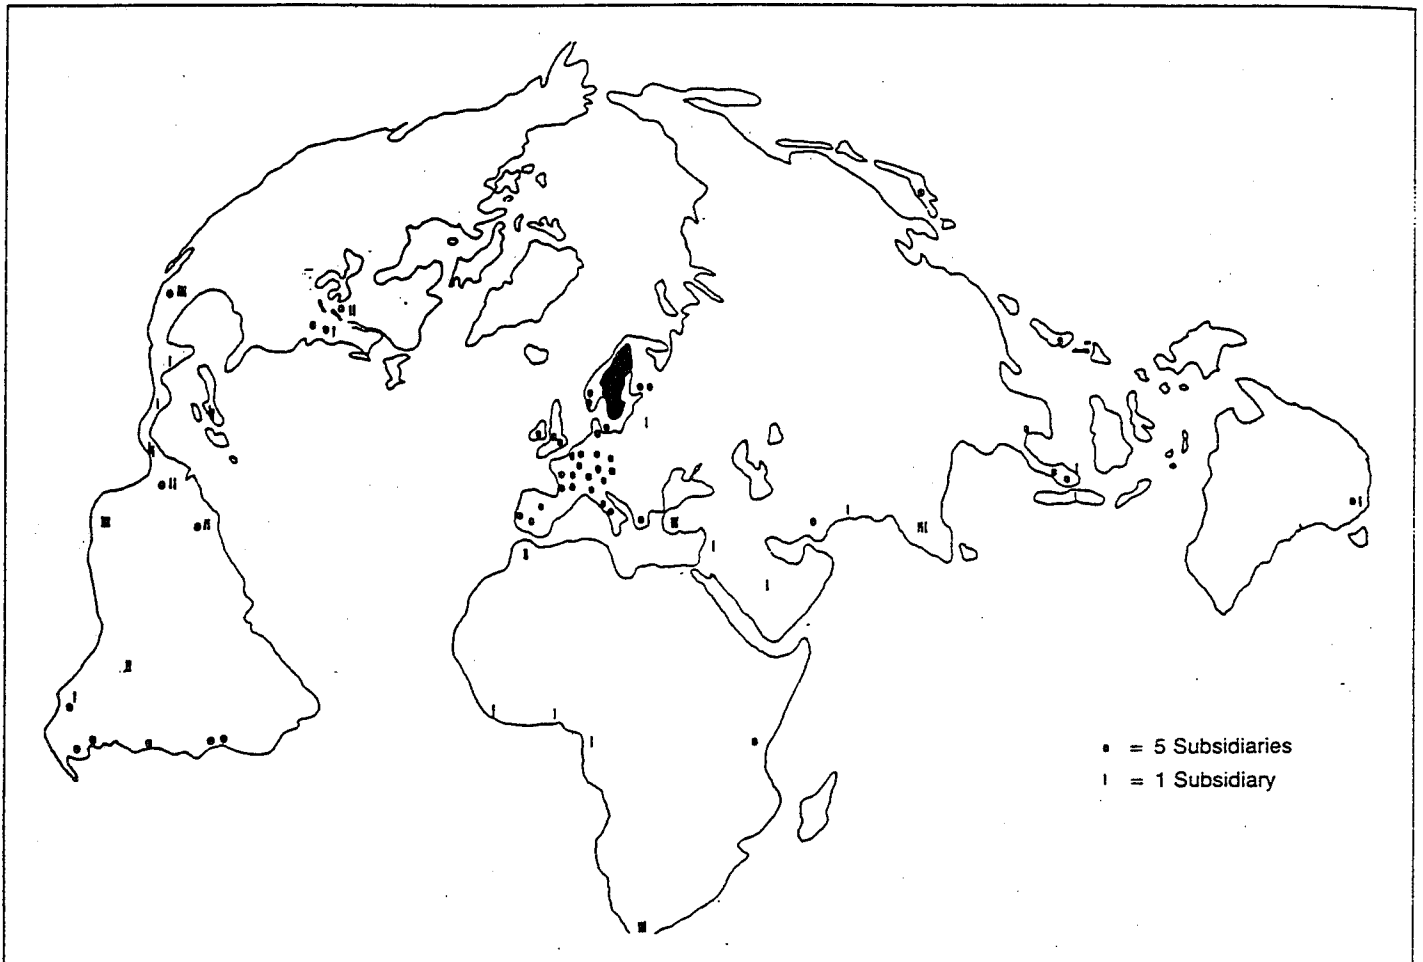 ▪ = 5 Subsidiaries
ı = 1 Subsidiary